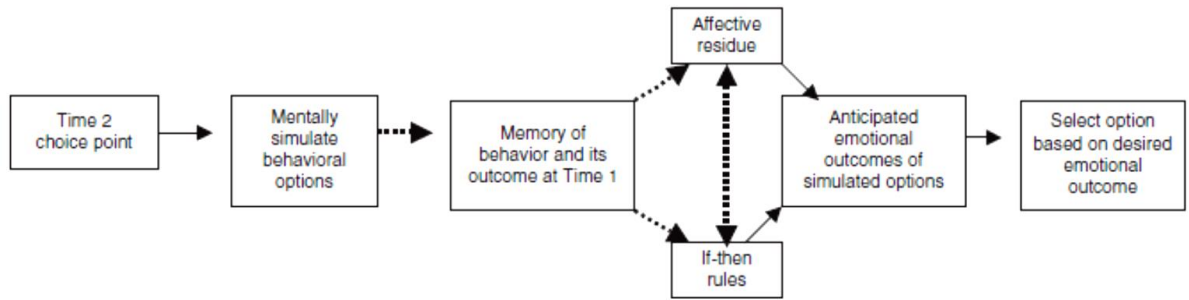 Time 2
choice point
Mentally
simulate
behavioral
options
Memory of
behavior and its
outcome at Time 1
Affective
residue
If-then
rules
Anticipated
emotional
outcomes of
simulated options
Select option
based on desired
emotional
outcome